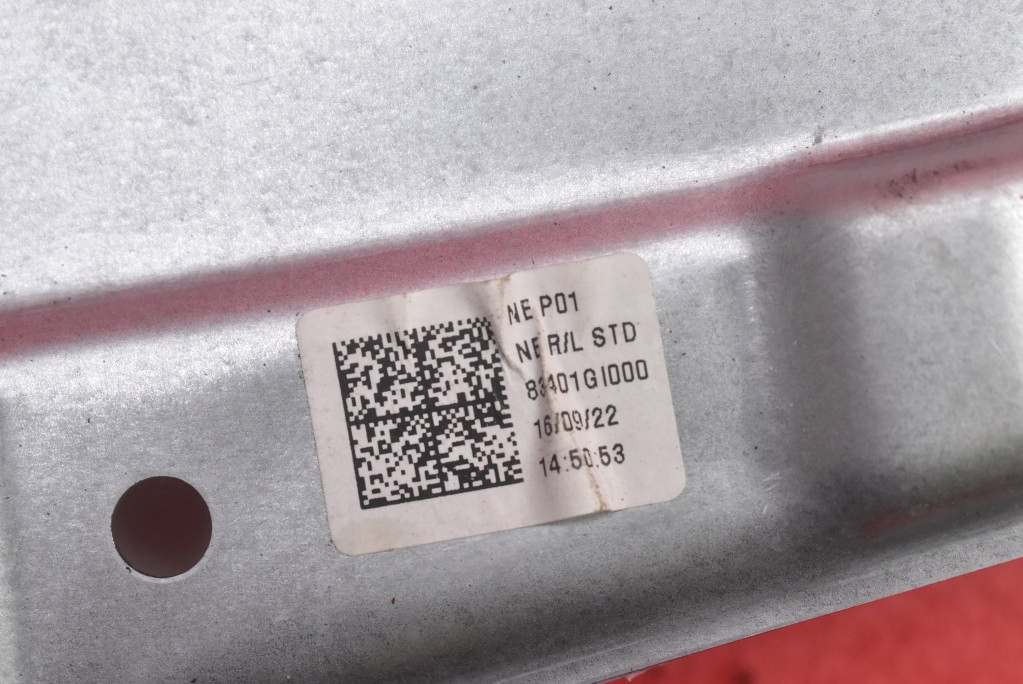 NE P01
NE R/L STD
83401GI000
16/09/22
14:50:53